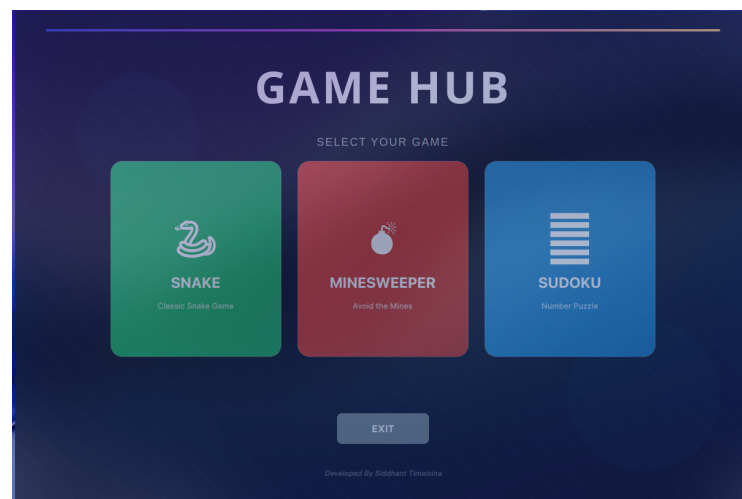 GAME HUB
SELECT YOUR GAME
SNAKE
Classic Snake Game
MINESWEEPER
Avoid the Mines
SUDOKU
Number Puzzle
EXIT
Developed By Siddhant Timalsina